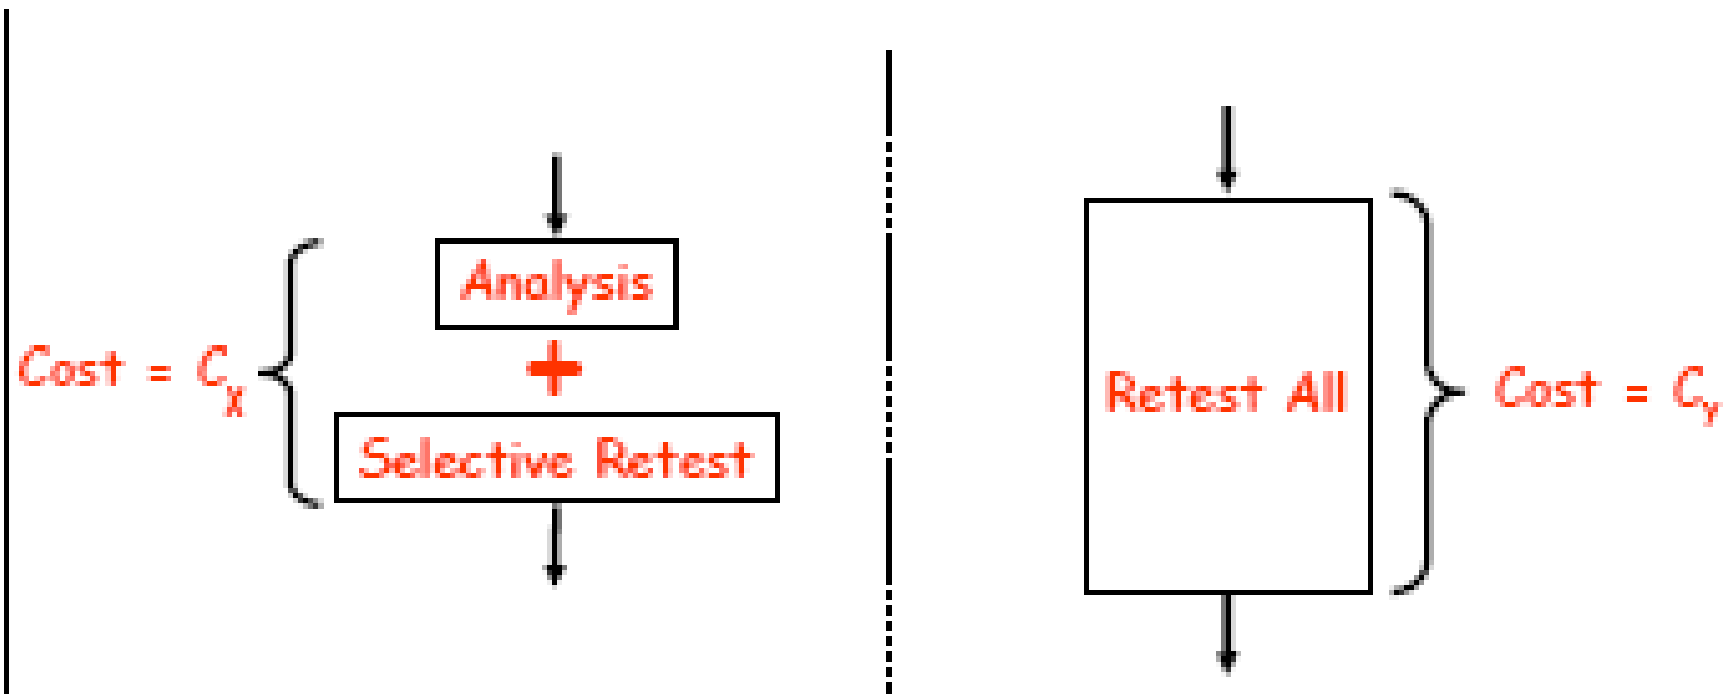 Analysis
Cost = Cx
+
Selective Retest
Retest All
Cost = Cy